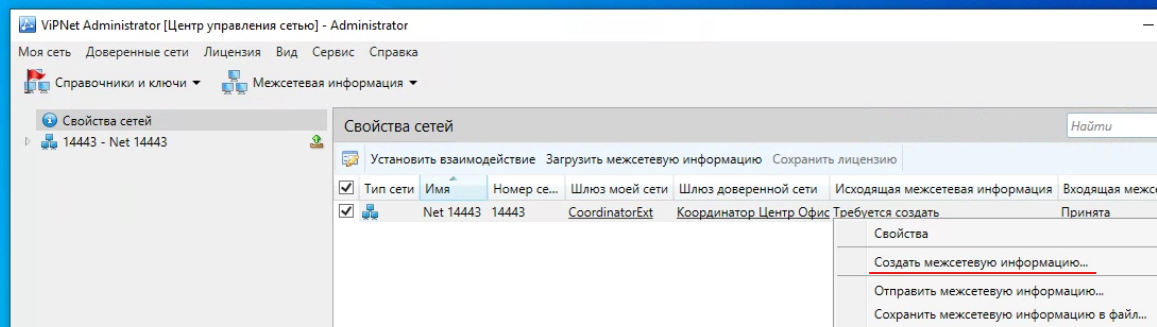 ViPNet Administrator [Центр управления сетью] - Administrator
Моя сеть Доверенные сети Лицензия Вид Сервис Справка
Справочники и ключи Межсетевая информация
Свойства сетей
14443 - Net 14443
Свойства сетей
Найти
Установить взаимодействие Загрузить межсетевую информацию Сохранить лицензию
Тип сети Имя Номер се... Шлюз моей сети Шлюз доверенной сети Исходящая межсетевая информация Входящая межсе
Net 14443 14443 CoordinatorExt Координатор Центр Офис Требуется создать Принята
Свойства
Создать межсетевую информацию...
Отправить межсетевую информацию...
Сохранить межсетевую информацию в файл...